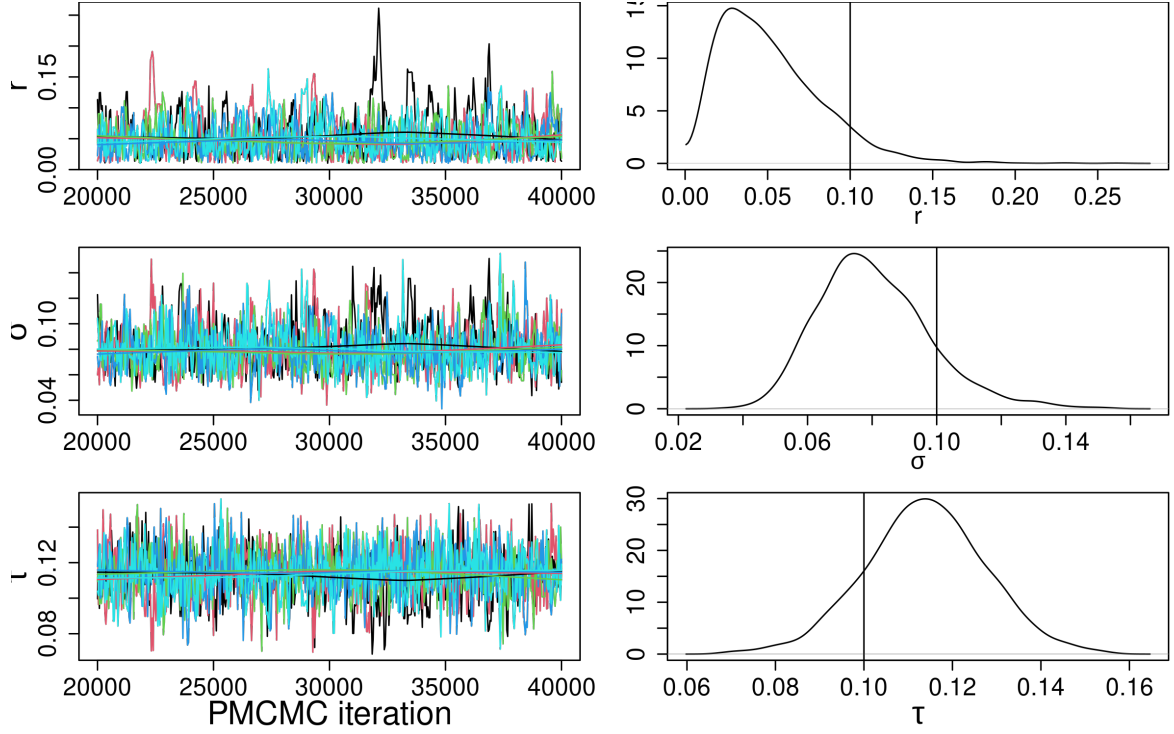 r
0.00 0.15
20000 25000 30000 35000 40000
0 5 10 15
0.00 0.05 0.10 0.15 0.20 0.25
r
σ
0.04 0.10
20000 25000 30000 35000 40000
0 10 20
0.02 0.06 0.10 0.14
σ
0.08 0.12
20000 25000 30000 35000 40000
PMCMC iteration
0 10 20 30
0.06 0.08 0.10 0.12 0.14 0.16
τ